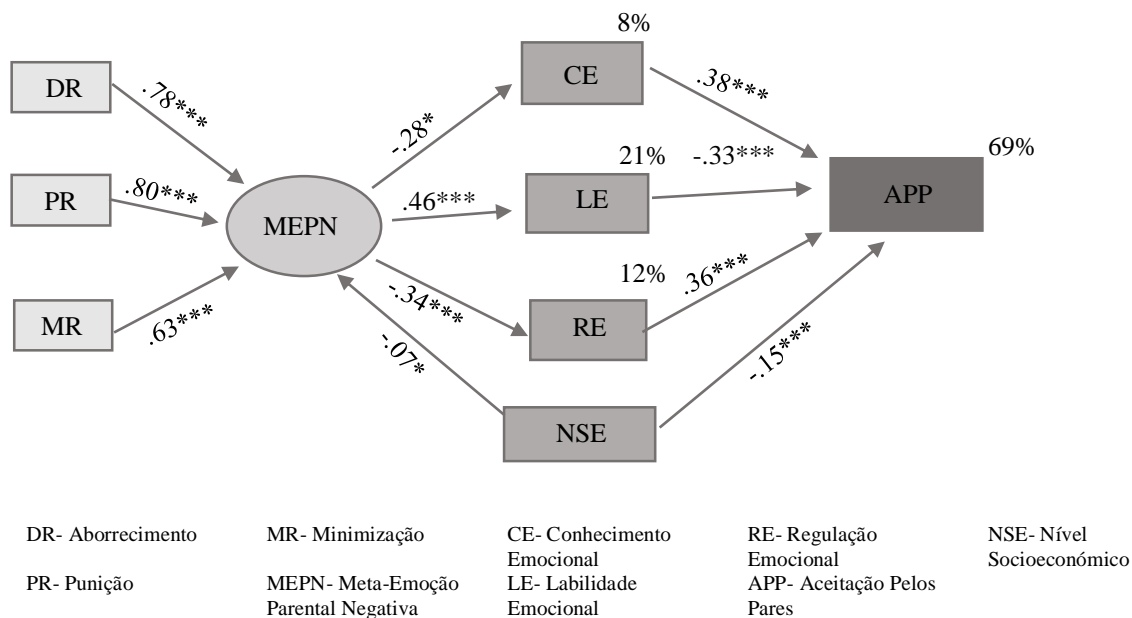 8%
DR
CE
.78***
.38***
-.28*
21%
-.33***
69%
PR
.80***
MEPN
.46***
LE
APP
12%
.36***
MR
.63***
-.34***
RE
-.07*
-.15***
NSE
DR- Aborrecimento
MR- Minimização
CE- Conhecimento
Emocional
RE- Regulação
Emocional
NSE- Nível
Socioeconómico
PR- Punição
MEPN- Meta-Emoção
Parental Negativa
LE- Labilidade
Emocional
APP- Aceitação Pelos
Pares